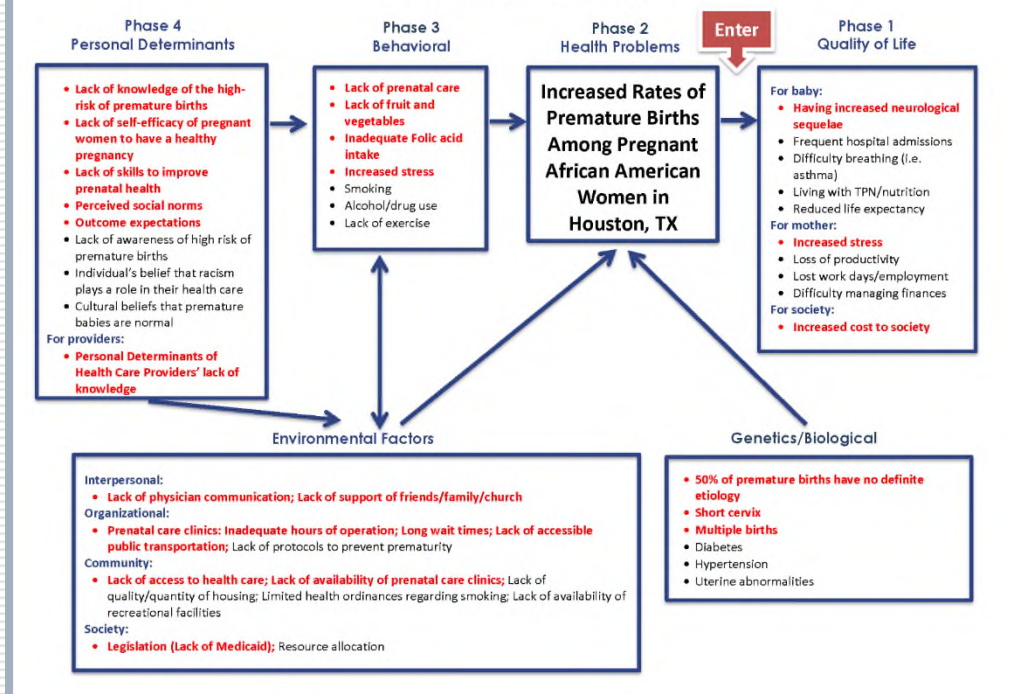 Phase 4
Personal Determinants
• Lack of knowledge of the high-
risk of premature births
• Lack of self-efficacy of pregnant
women to have a healthy
pregnancy
• Lack of skills to improve
prenatal health
• Perceived social norms
• Outcome expectations
• Lack of awareness of high risk of
premature births
• Individual's belief that racism
plays a role in their health care
• Cultural beliefs that premature
babies are normal
For providers:
• Personal Determinants of
Health Care Providers' lack of
knowledge
Phase 3
Behavioral
• Lack of prenatal care
• Lack of fruit and
vegetables
• Inadequate Folic acid
intake
• Increased stress
• Smoking
• Alcohol/drug use
• Lack of exercise
Phase 2
Health Problems
Increased Rates of
Premature Births
Among Pregnant
African American
Women in
Houston, TX
Enter
Phase 1
Quality of Life
For baby:
• Having increased neurological
sequelae
• Frequent hospital admissions
• Difficulty breathing (i.e.
asthma)
• Living with TPN/nutrition
• Reduced life expectancy
For mother:
• Increased stress
• Loss of productivity
• Lost work days/employment
• Difficulty managing finances
For society:
• Increased cost to society
Environmental Factors
Interpersonal:
• Lack of physician communication; Lack of support of friends/family/church
Organizational:
• Prenatal care clinics: Inadequate hours of operation; Long wait times; Lack of accessible
public transportation; Lack of protocols to prevent prematurity
Community:
• Lack of access to health care; Lack of availability of prenatal care clinics; Lack of
quality/quantity of housing; Limited health ordinances regarding smoking; Lack of availability of
recreational facilities
Society:
• Legislation (Lack of Medicaid); Resource allocation
Genetics/Biological
• 50% of premature births have no definite
etiology
• Short cervix
• Multiple births
• Diabetes
• Hypertension
• Uterine abnormalities